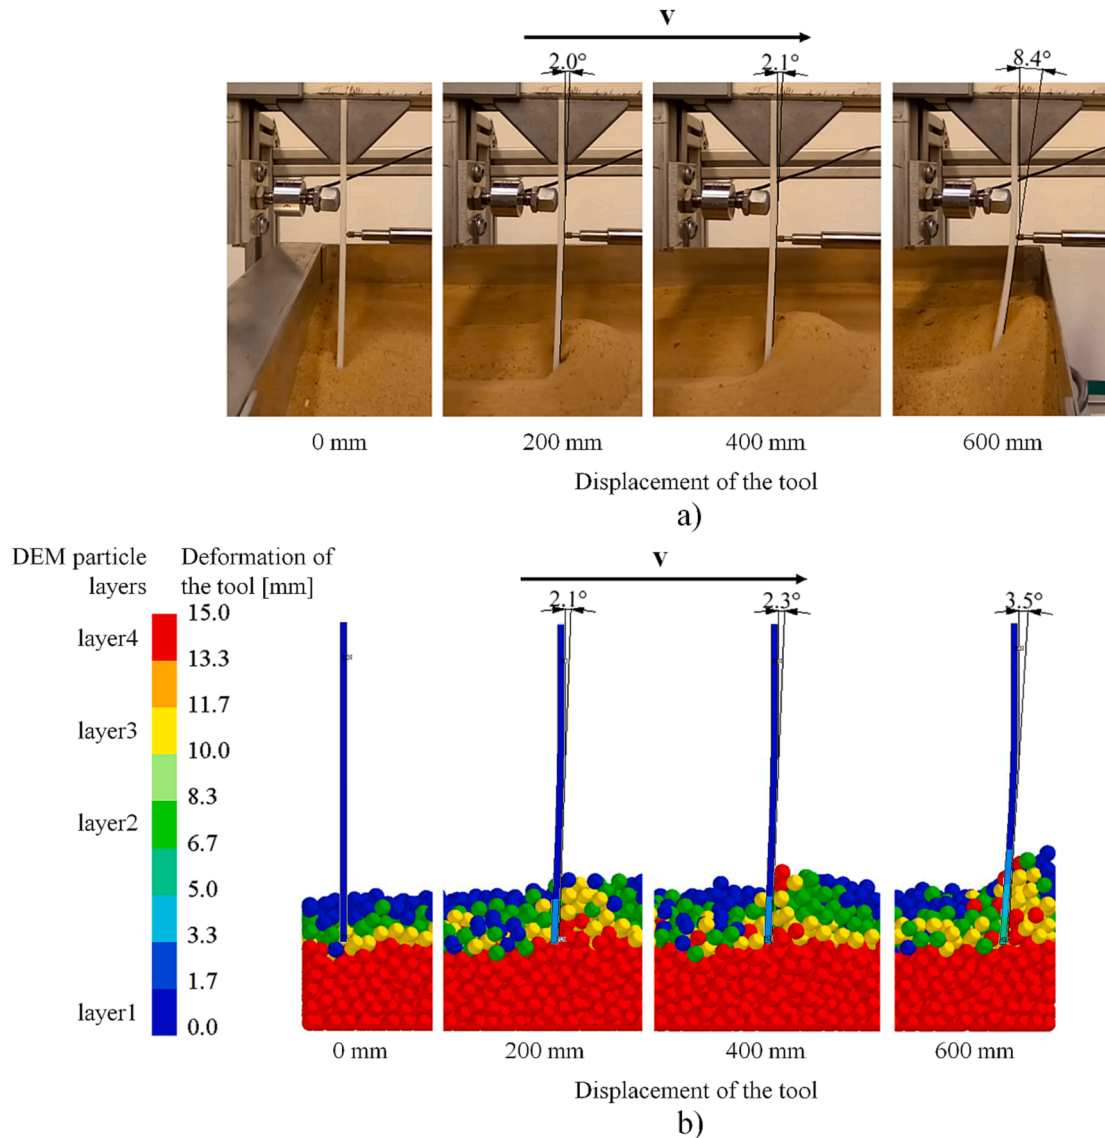 v
2.0°
2.1°
8.4°
0 mm
200 mm
400 mm
600 mm
Displacement of the tool
a)
DEM particle
layers
Deformation of
the tool [mm]
v
2.1°
2.3°
3.5°
15.0
layer4
13.3
11.7
layer3
10.0
8.3
layer2
6.7
5.0
3.3
1.7
layer1
0.0
0 mm
200 mm
400 mm
600 mm
Displacement of the tool
b)